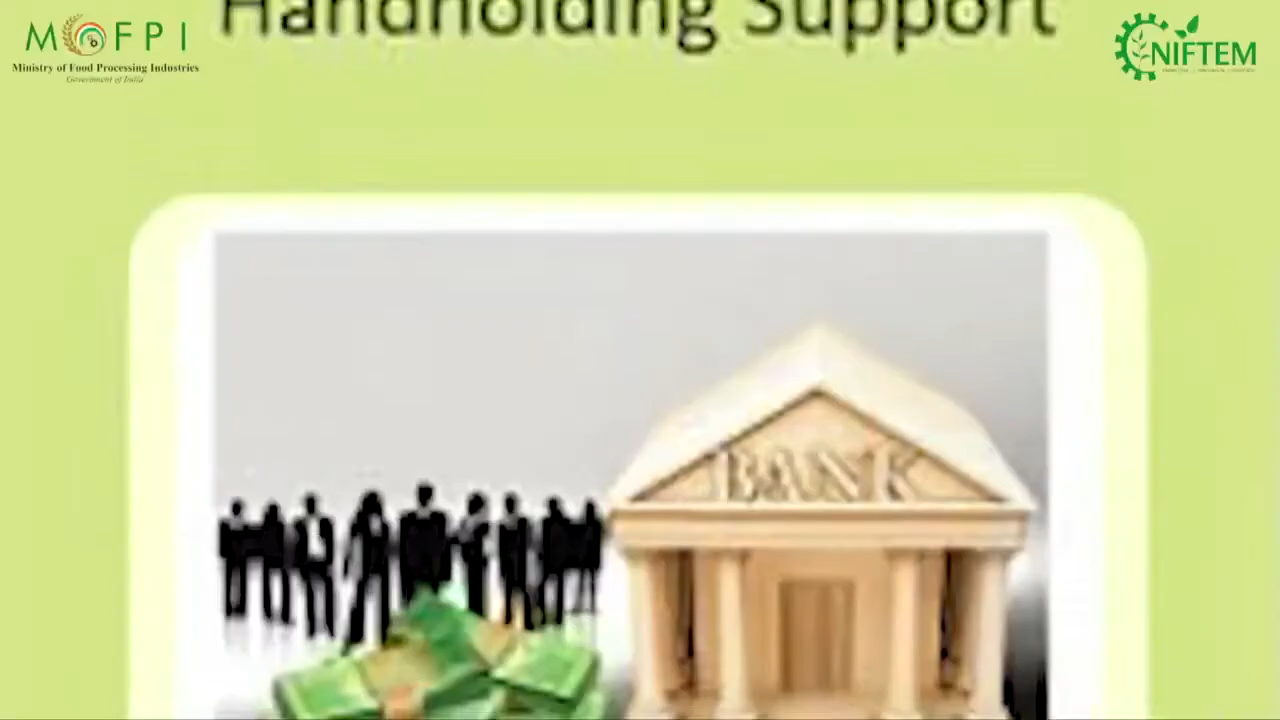 Handholding Support
MOFPI
Ministry of Food Processing Industries
Government of India
NIFTEM
BANK